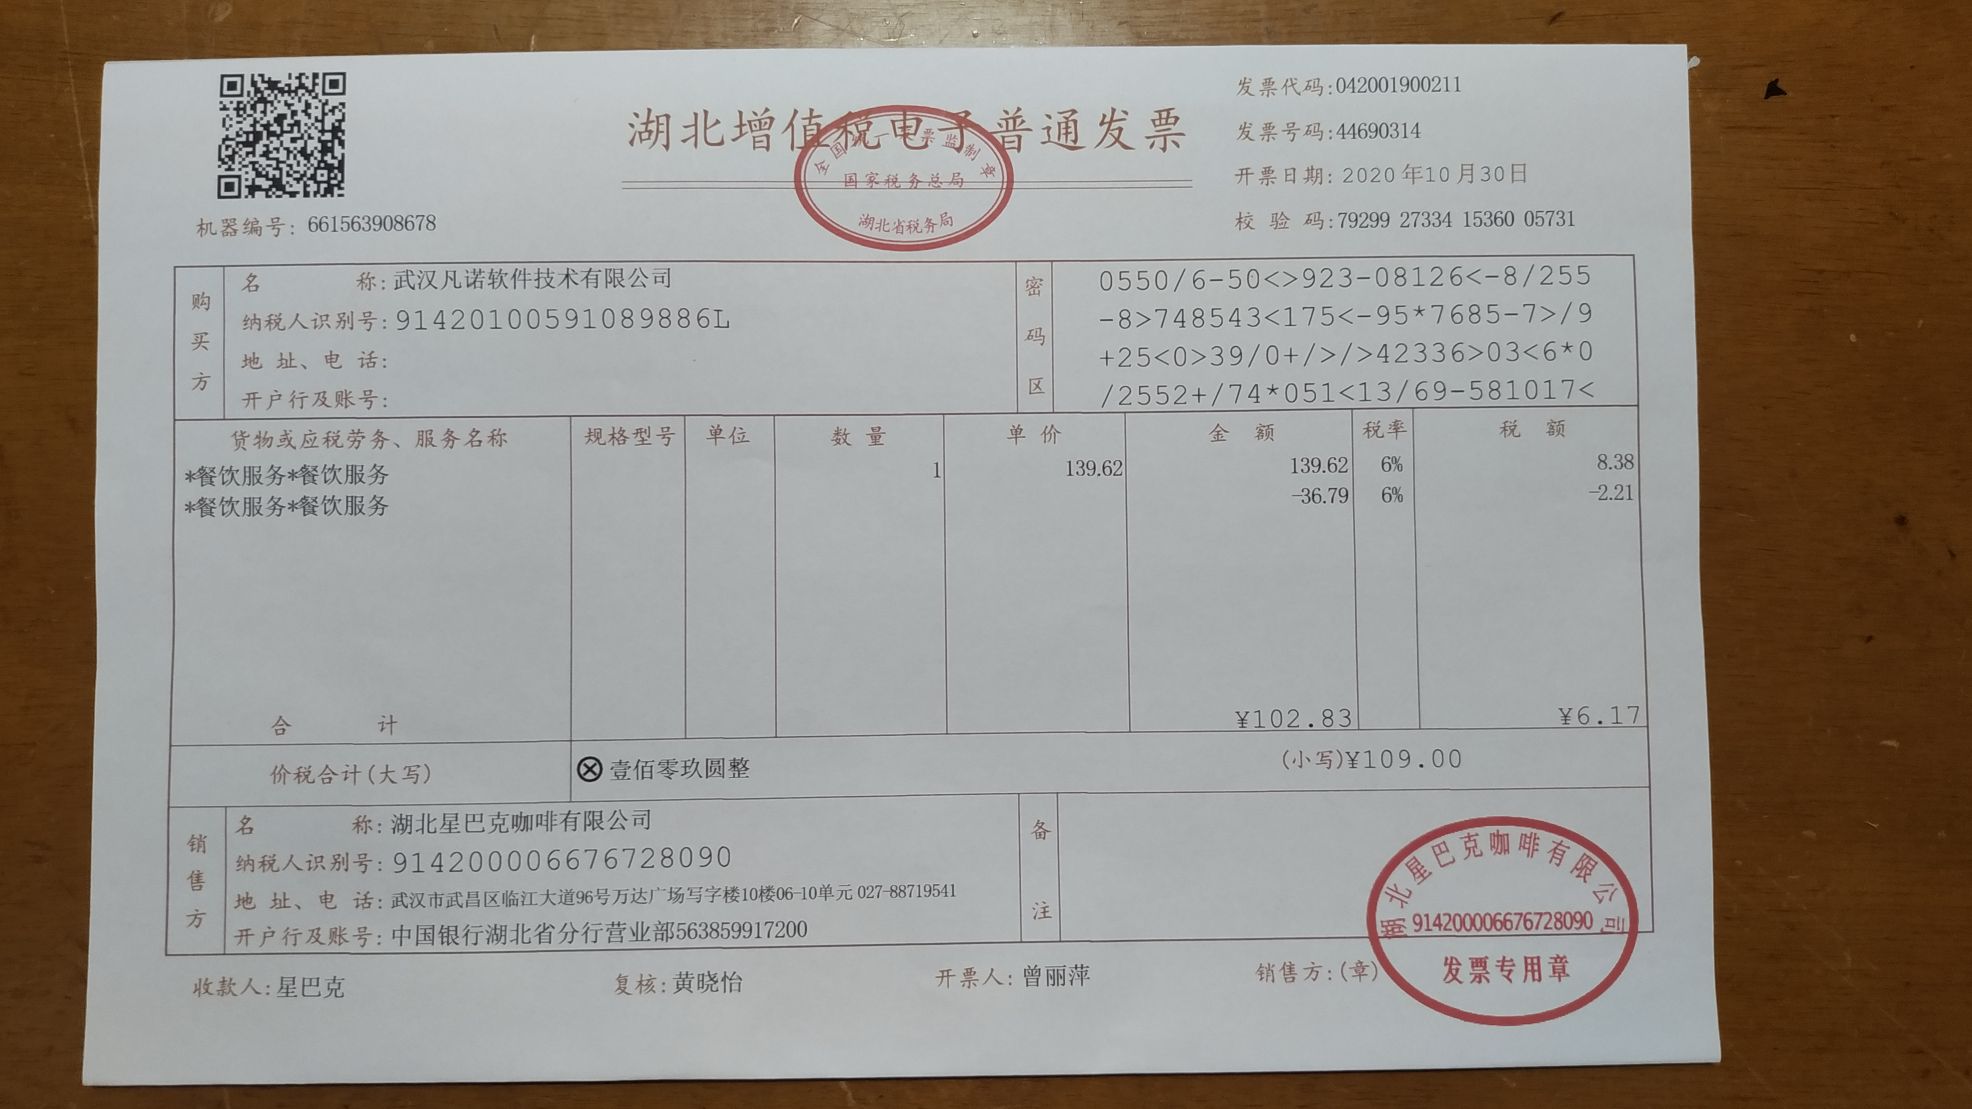 湖北增值税电子普通发票
全国统一发票监制章
国家税务总局
湖北省税务局
发票代码:042001900211
发票号码:44690314
开票日期: 2020 年10 月30日
校 验 码:79299 27334 15360 05731
机器编号: 661563908678
购买方
名 称: 武汉凡诺软件技术有限公司
纳税人识别号: 91420100591089886L
地 址、电 话:
开户行及账号:
密码区
0550/6-50<>923-08126<-8/255
-8>748543<175<-95*7685-7>/9
+25<0>39/0+/>/>42336>03<6*0
/2552+/74*051<13/69-581017<
货物或应税劳务、服务名称 规格型号 单位 数 量 单 价 金 额 税率 税 额
*餐饮服务*餐饮服务 1 139.62 139.62 6% 8.38
*餐饮服务*餐饮服务 -36.79 6% -2.21
合 计 ¥102.83 ¥6.17
价税合计(大写) ⊗ 壹佰零玖圆整 (小写)¥109.00
销售方
名 称: 湖北星巴克咖啡有限公司
纳税人识别号: 914200006676728090
地 址、电 话: 武汉市武昌区临江大道96号万达广场写字楼10楼06-10单元 027-88719541
开户行及账号: 中国银行湖北省分行营业部563859917200
备注
收款人: 星巴克 复核: 黄晓怡 开票人: 曾丽萍 销售方:(章)
湖北星巴克咖啡有限公司
914200006676728090
发票专用章